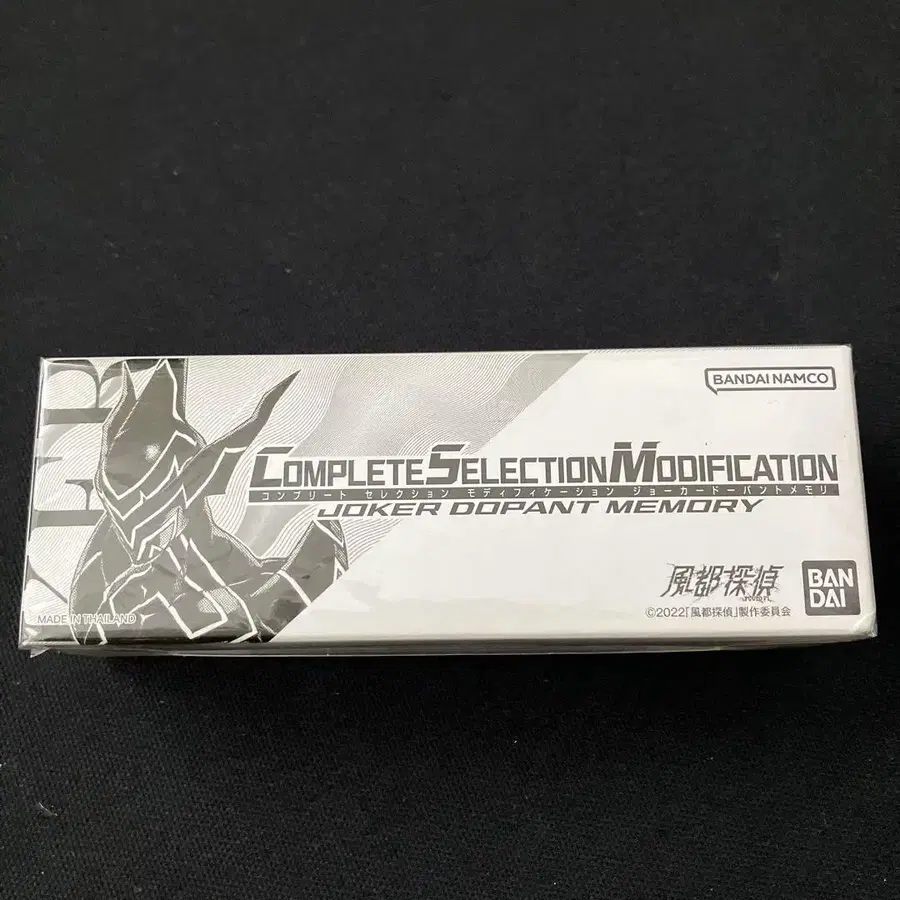 BANDAI NAMCO
COMPLETE SELECTION MODIFICATION
コンプリート セレクション モディフィケーション ジョーカードーパントメモリ
JOKER DOPANT MEMORY
風都探偵
©2022「風都探偵」製作委員会
BAN
DAI
MADE IN THAILAND